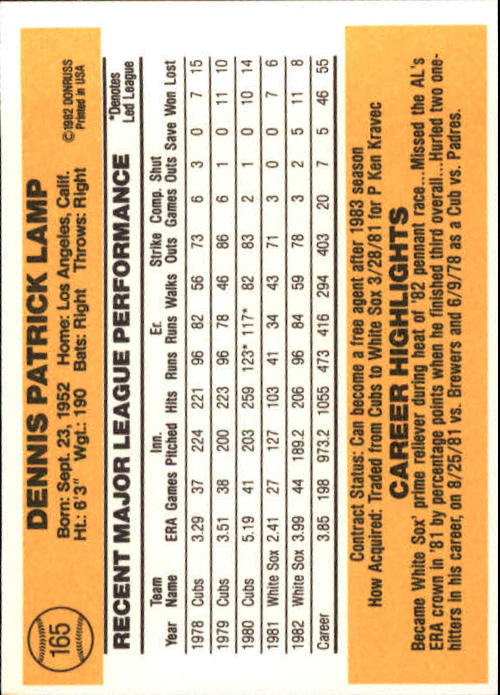 165
DENNIS PATRICK LAMP
Born: Sept. 23, 1952 Home: Los Angeles, Calif.
Ht.: 6'3" Wgt.: 190 Bats: Right Throws: Right
©1982 DONRUSS
Printed in USA
RECENT MAJOR LEAGUE PERFORMANCE
*Denotes
Led League
Team Inn. Er. Strike Comp. Shut
Year Name ERA Games Pitched Hits Runs Runs Walks Outs Games Outs Save Won Lost
1978 Cubs 3.29 37 224 221 96 82 56 73 6 3 0 7 15
1979 Cubs 3.51 38 200 223 96 78 46 86 6 1 0 11 10
1980 Cubs 5.19 41 203 259 123* 117* 82 83 2 1 0 10 14
1981 White Sox 2.41 27 127 103 41 34 43 71 3 0 0 7 6
1982 White Sox 3.99 44 189.2 206 96 84 59 78 3 2 5 11 8
Career 3.85 198 973.2 1055 473 416 294 403 20 7 5 46 55
Contract Status: Can become a free agent after 1983 season
How Acquired: Traded from Cubs to White Sox 3/28/81 for P Ken Kravec
CAREER HIGHLIGHTS
Became White Sox' prime reliever during heat of '82 pennant race...Missed the AL's
ERA crown in '81 by percentage points when he finished third overall...Hurled two one-
hitters in his career, on 8/25/81 vs. Brewers and 6/9/78 as a Cub vs. Padres.